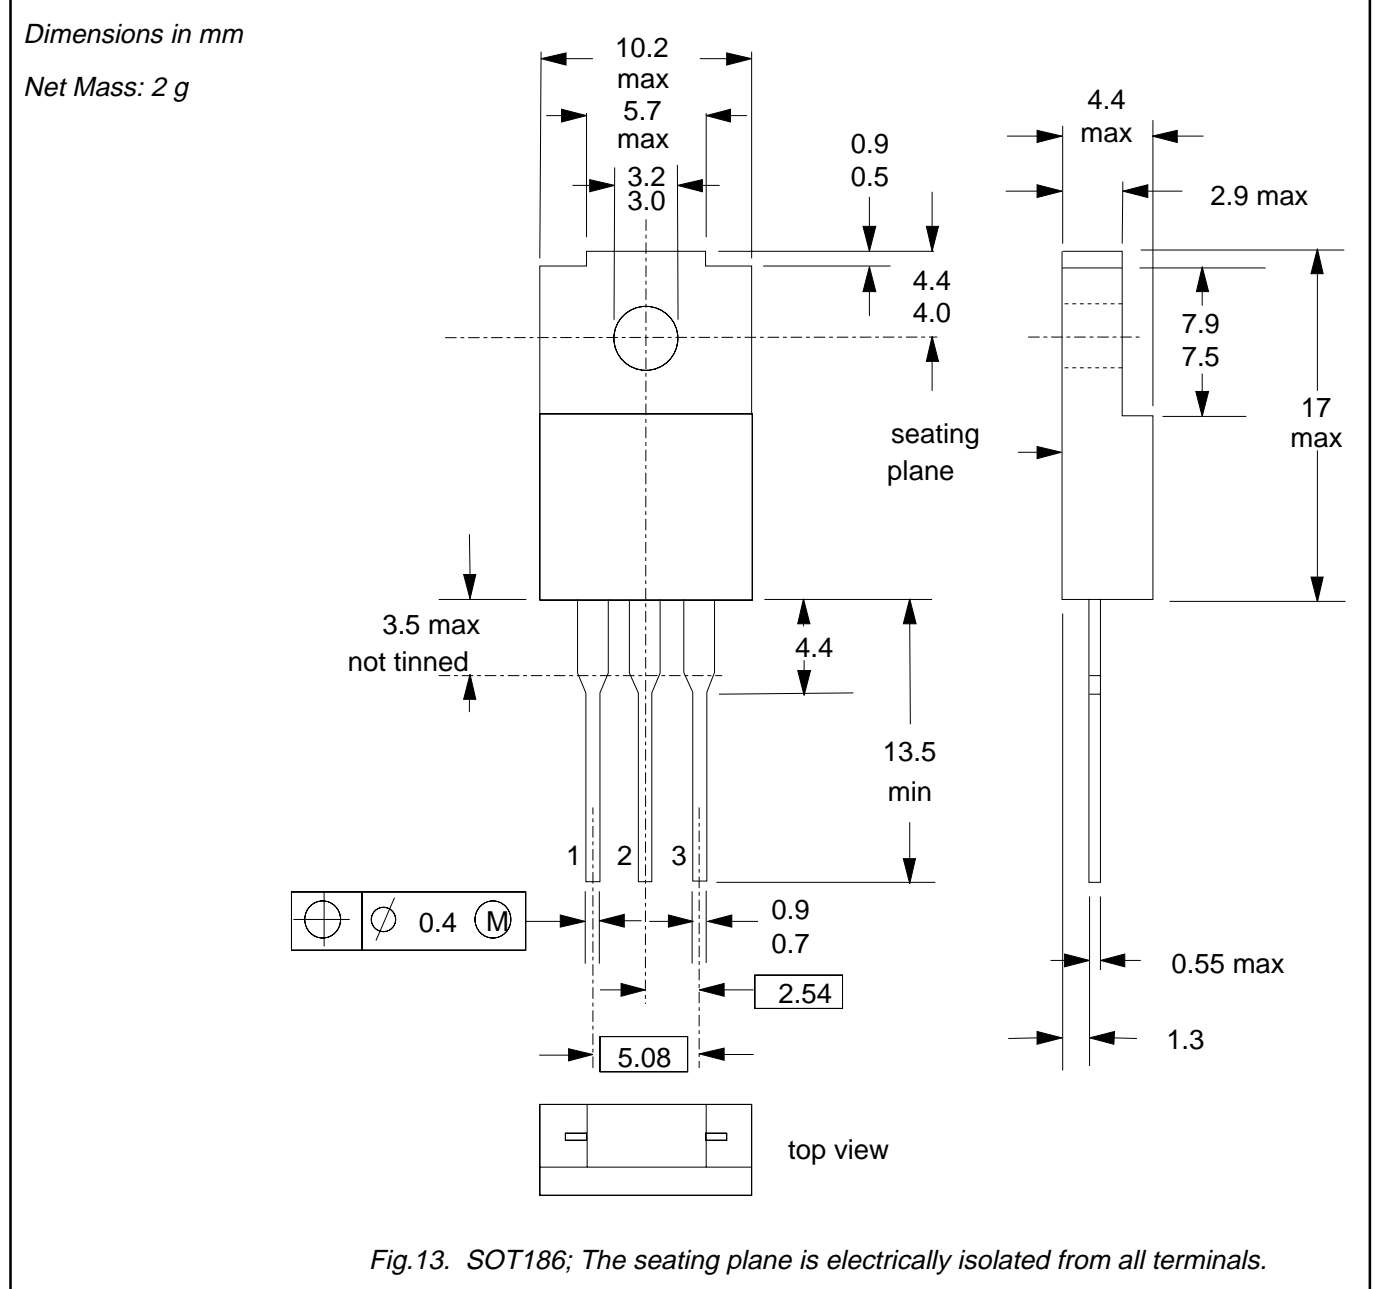 Dimensions in mm
Net Mass: 2 g
10.2
max
5.7
max
3.2
3.0
0.9
0.5
4.4
4.0
4.4
max
2.9 max
7.9
7.5
17
max
seating
plane
3.5 max
not tinned
4.4
13.5
min
1 2 3
0.4 M
0.9
0.7
2.54
5.08
0.55 max
1.3
top view
Fig.13. SOT186; The seating plane is electrically isolated from all terminals.